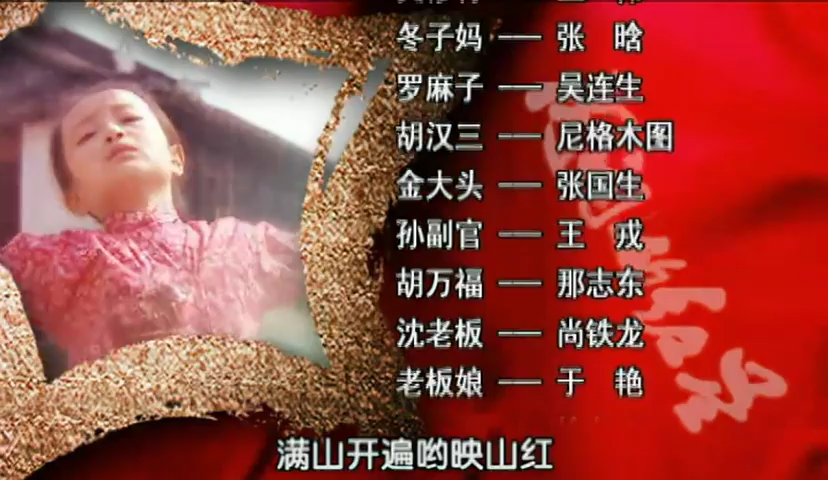 冬子妈 — 张 晗
罗麻子 — 吴连生
胡汉三 — 尼格木图
金大头 — 张国生
孙副官 — 王 戎
胡万福 — 那志东
沈老板 — 尚铁龙
老板娘 — 于 艳
满山开遍哟映山红